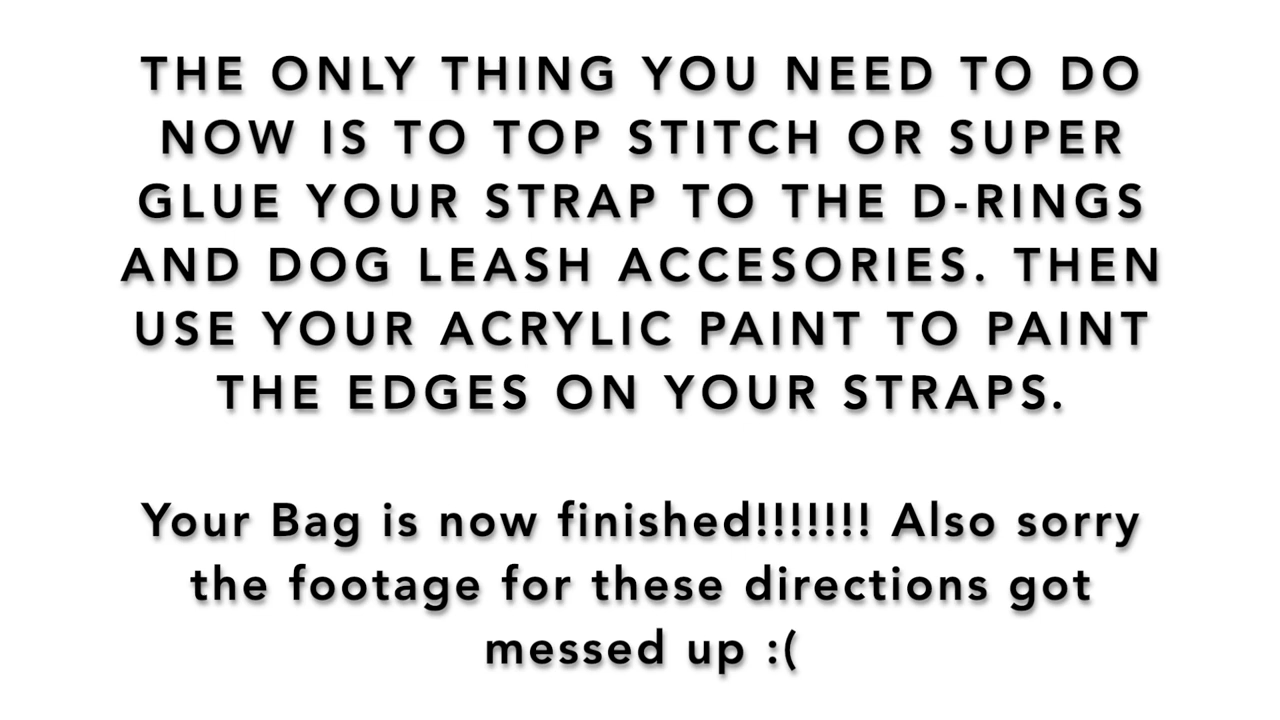 THE ONLY THING YOU NEED TO DO
NOW IS TO TOP STITCH OR SUPER
GLUE YOUR STRAP TO THE D-RINGS
AND DOG LEASH ACCESORIES. THEN
USE YOUR ACRYLIC PAINT TO PAINT
THE EDGES ON YOUR STRAPS.
Your Bag is now finished!!!!!!! Also sorry
the footage for these directions got
messed up :(